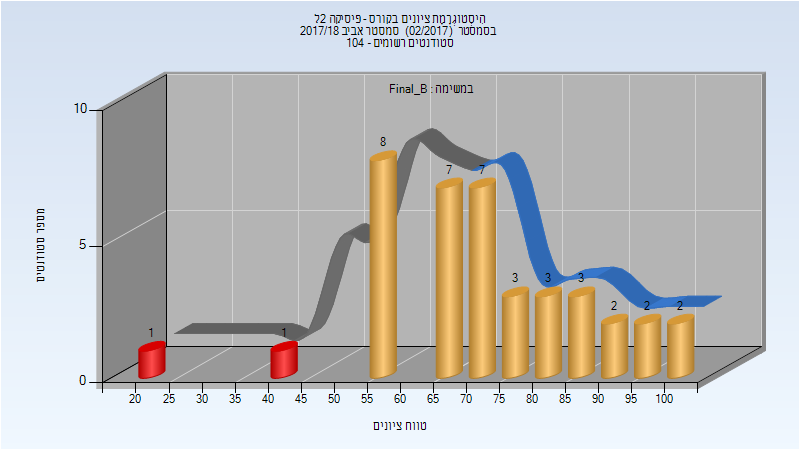 היסטוגרמת ציונים בקורס - פיסיקה 2ל
בסמסטר (02/2017) סמסטר אביב 2017/18
סטודנטים רשומים - 104
במשימה : Final_B
מספר סטודנטים
10
5
0
1
1
8
7
7
3
3
3
2
2
2
20 25 30 35 40 45 50 55 60 65 70 75 80 85 90 95 100
טווח ציונים